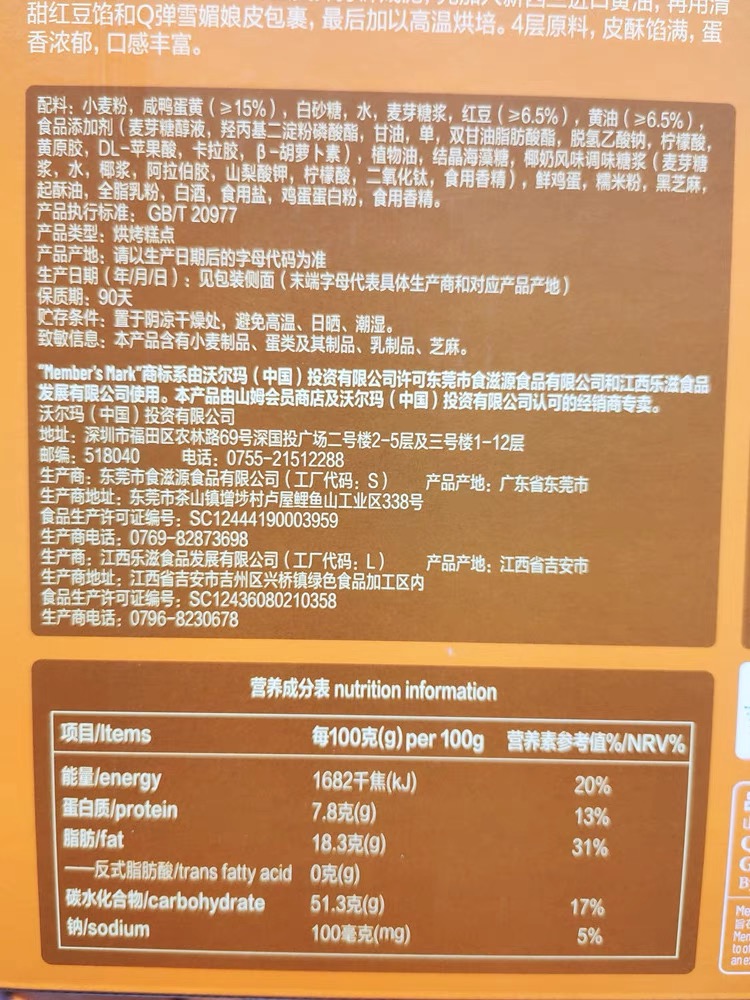 甜红豆馅和Q弹雪媚娘皮包裹，最后加以高温烘培。4层原料，皮酥馅满，蛋
香浓郁，口感丰富。
配料：小麦粉，咸鸭蛋黄（≥15%），白砂糖，水，麦芽糖浆，红豆（≥6.5%），黄油（≥6.5%），
食品添加剂（麦芽糖醇液，羟丙基二淀粉磷酸酯，甘油，单，双甘油脂肪酸酯，脱氢乙酸钠，柠檬酸，
黄原胶，DL-苹果酸，卡拉胶，β-胡萝卜素），植物油，结晶海藻糖，椰奶风味调味糖浆（麦芽糖
浆，水，椰浆，阿拉伯胶，山梨酸钾，柠檬酸，二氧化钛，食用香精），鲜鸡蛋，糯米粉，黑芝麻，
起酥油，全脂乳粉，白酒，食用盐，鸡蛋蛋白粉，食用香精。
产品执行标准：GB/T 20977
产品类型：烘烤糕点
产品产地：请以生产日期后的字母代码为准
生产日期（年/月/日）：见包装侧面（末端字母代表具体生产商和对应产品产地）
保质期：90天
贮存条件：置于阴凉干燥处，避免高温、日晒、潮湿。
致敏信息：本产品含有小麦制品、蛋类及其制品、乳制品、芝麻。
"Member's Mark"商标系由沃尔玛（中国）投资有限公司许可东莞市食滋源食品有限公司和江西乐滋食品
发展有限公司使用。本产品由山姆会员商店及沃尔玛（中国）投资有限公司认可的经销商专卖。
沃尔玛（中国）投资有限公司
地址：深圳市福田区农林路69号深国投广场二号楼2-5层及三号楼1-12层
邮编：518040 电话：0755-21512288
生产商：东莞市食滋源食品有限公司（工厂代码：S） 产品产地：广东省东莞市
生产商地址：东莞市茶山镇增埗村卢屋鲤鱼山工业区338号
食品生产许可证编号：SC12444190003959
生产商电话：0769-82873698
生产商：江西乐滋食品发展有限公司（工厂代码：L） 产品产地：江西省吉安市
生产商地址：江西省吉安市吉州区兴桥镇绿色食品加工区内
食品生产许可证编号：SC12436080210358
生产商电话：0796-8230678
营养成分表 nutrition information
项目/Items 每100克(g) per 100g 营养素参考值%/NRV%
能量/energy 1682千焦(kJ) 20%
蛋白质/protein 7.8克(g) 13%
脂肪/fat 18.3克(g) 31%
—反式脂肪酸/trans fatty acid 0克(g)
碳水化合物/carbohydrate 51.3克(g) 17%
钠/sodium 100毫克(mg) 5%